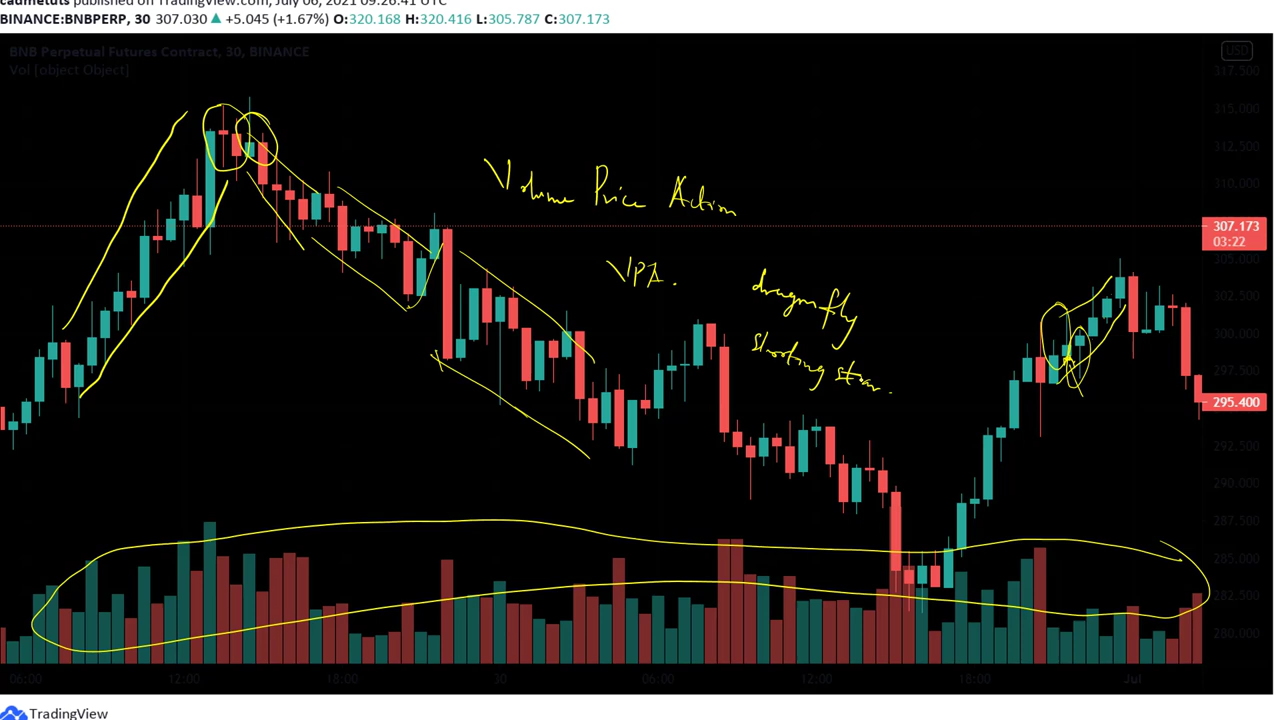 cadmetuts published on TradingView.com, July 06, 2021 09:26:41 UTC
BINANCE:BNBPERP, 30 307.030 ▲ +5.045 (+1.67%) O:320.168 H:320.416 L:305.787 C:307.173
BNB Perpetual Futures Contract, 30, BINANCE
Vol [object Object]
USD
317.500
315.000
312.500
310.000
307.173
03:22
305.000
302.500
300.000
297.500
295.400
292.500
290.000
287.500
285.000
282.500
280.000
Volume Price Action
VPA.
dragonfly
Shooting star.
06:00 12:00 18:00 30 06:00 12:00 18:00 Jul
TradingView